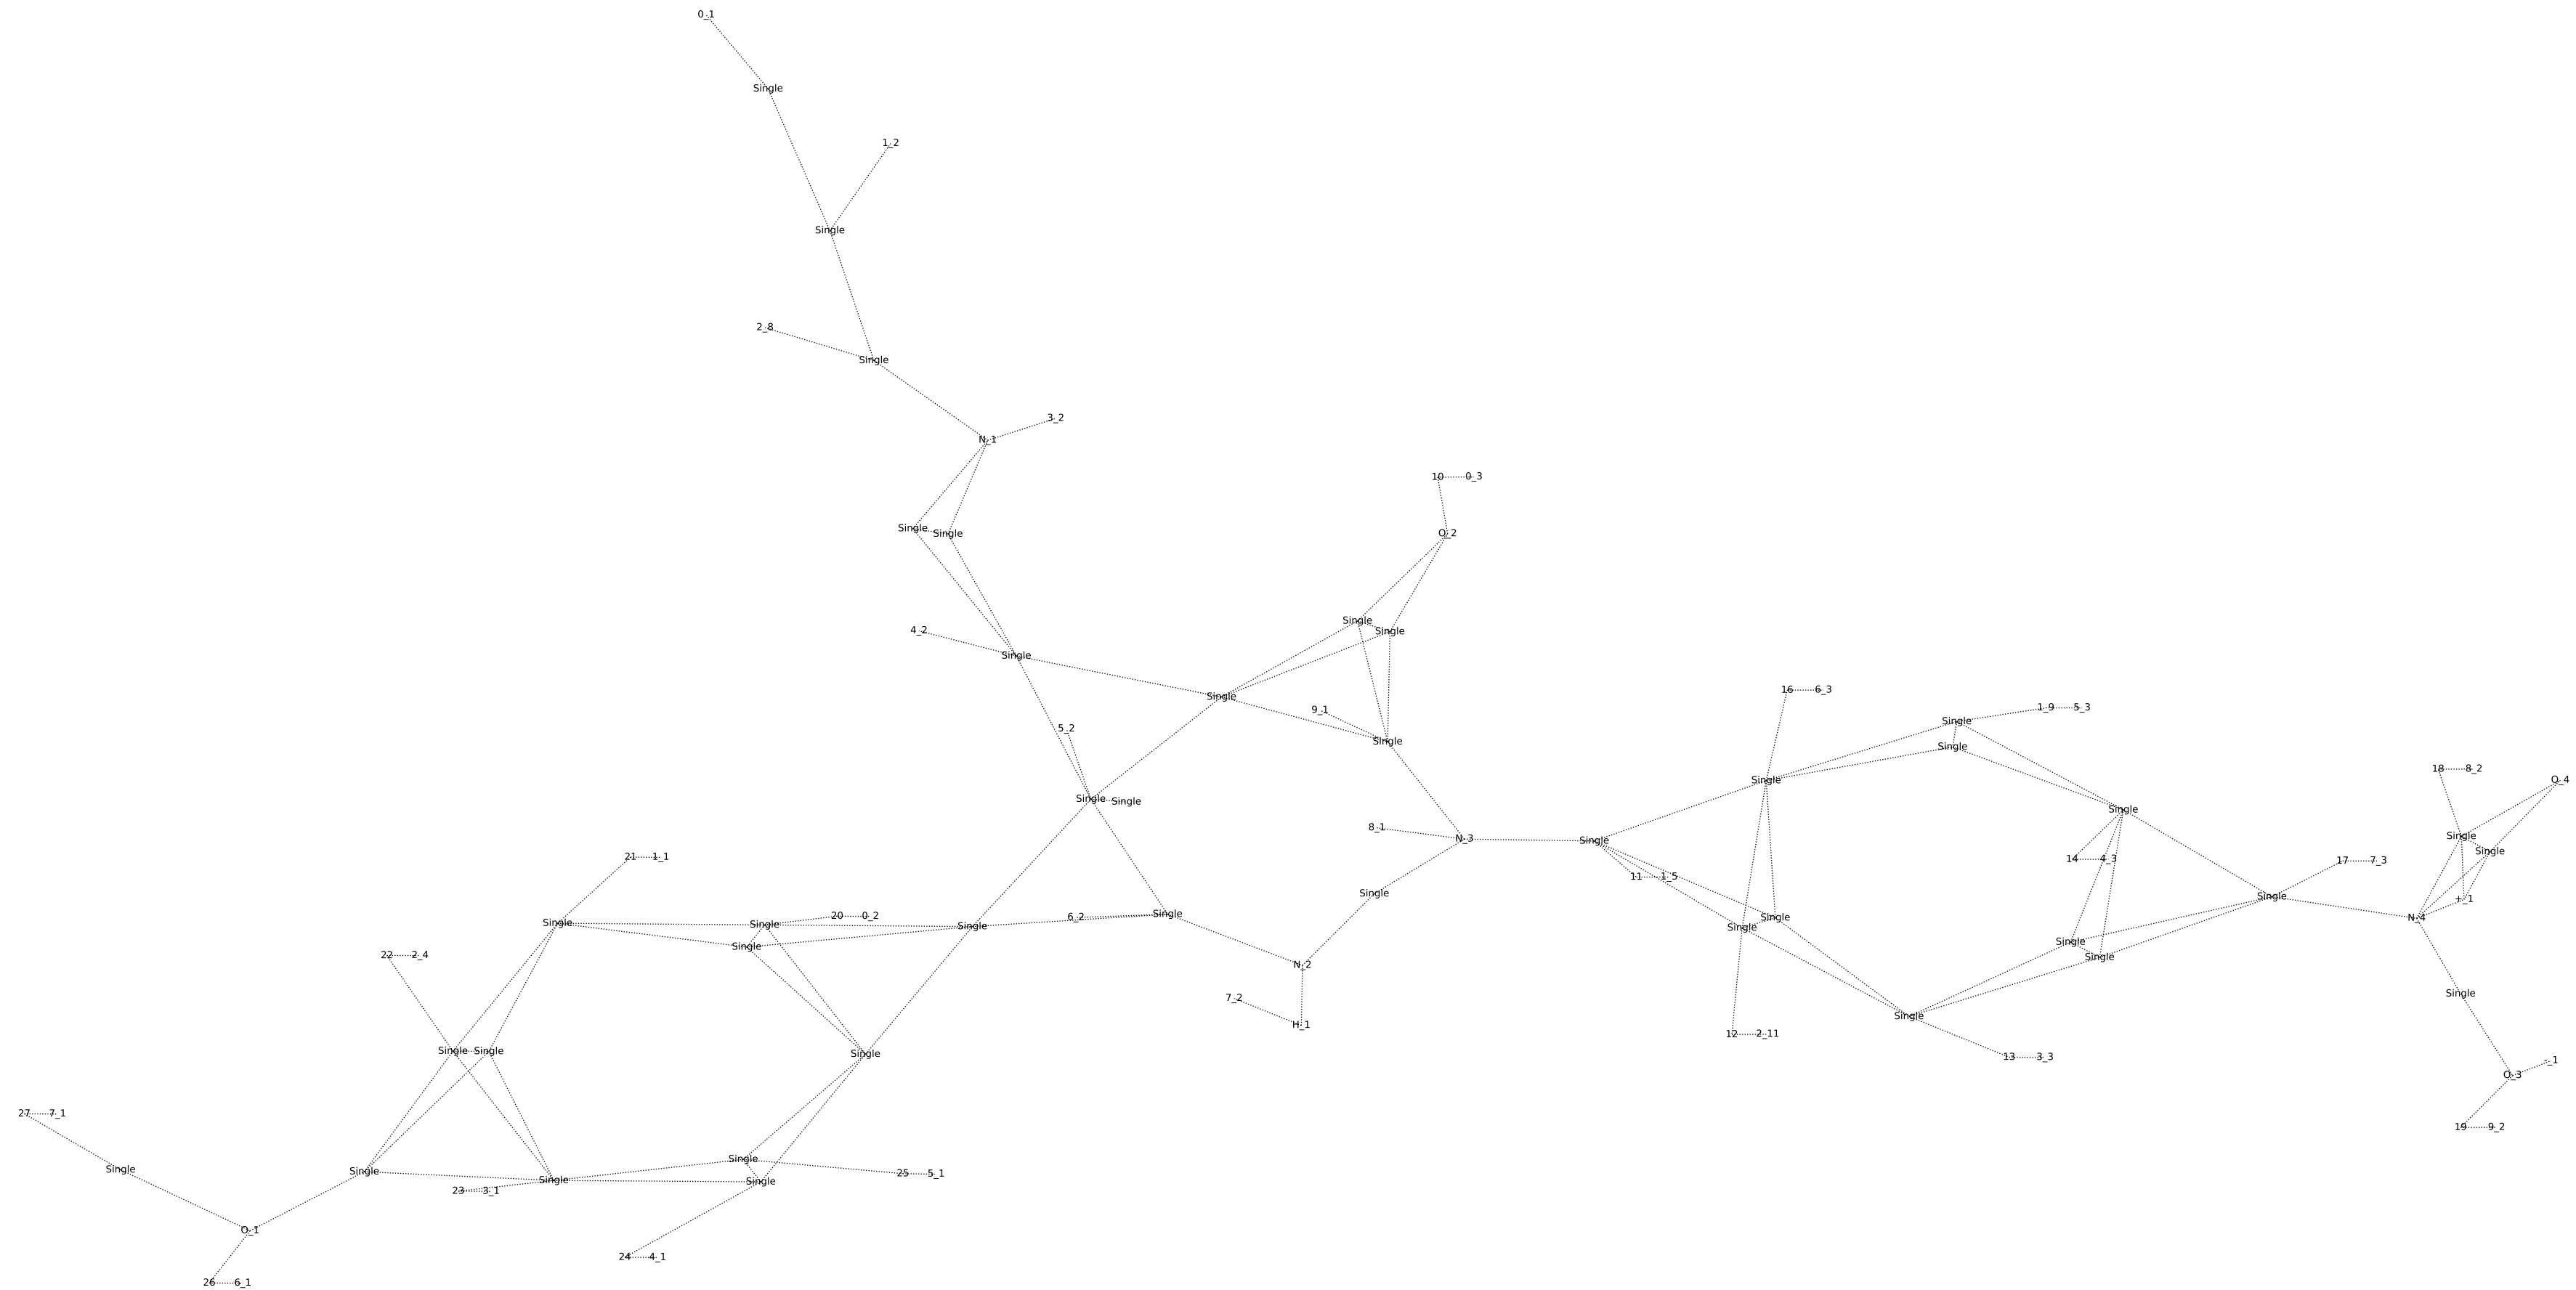 0_1
Single
1_2
Single
2_8
Single
3_2
N_1
10 0_3
Single
Single
O_2
Single
4_2
Single
Single
Single
16 6_3
Single
9_1
1_9 5_3
Single
5_2
Single
Single
18 8_2
Single
O_4
Single
Single
Single
8_1
N_3
Single
Single
Single
21 1_1
14 4_3
17 7_3
11 1_5
Single
Single
+_1
Single
6_2
20 0_2
Single
N_4
Single
Single
Single
Single
Single
Single
22 2_4
Single
N_2
Single
7_2
Single
H_1
12 2_11
Single
Single
Single
13 3_3
-_1
O_3
27 7_1
19 9_2
Single
Single
Single
25 5_1
Single
Single
23 3_1
O_1
24 4_1
26 6_1